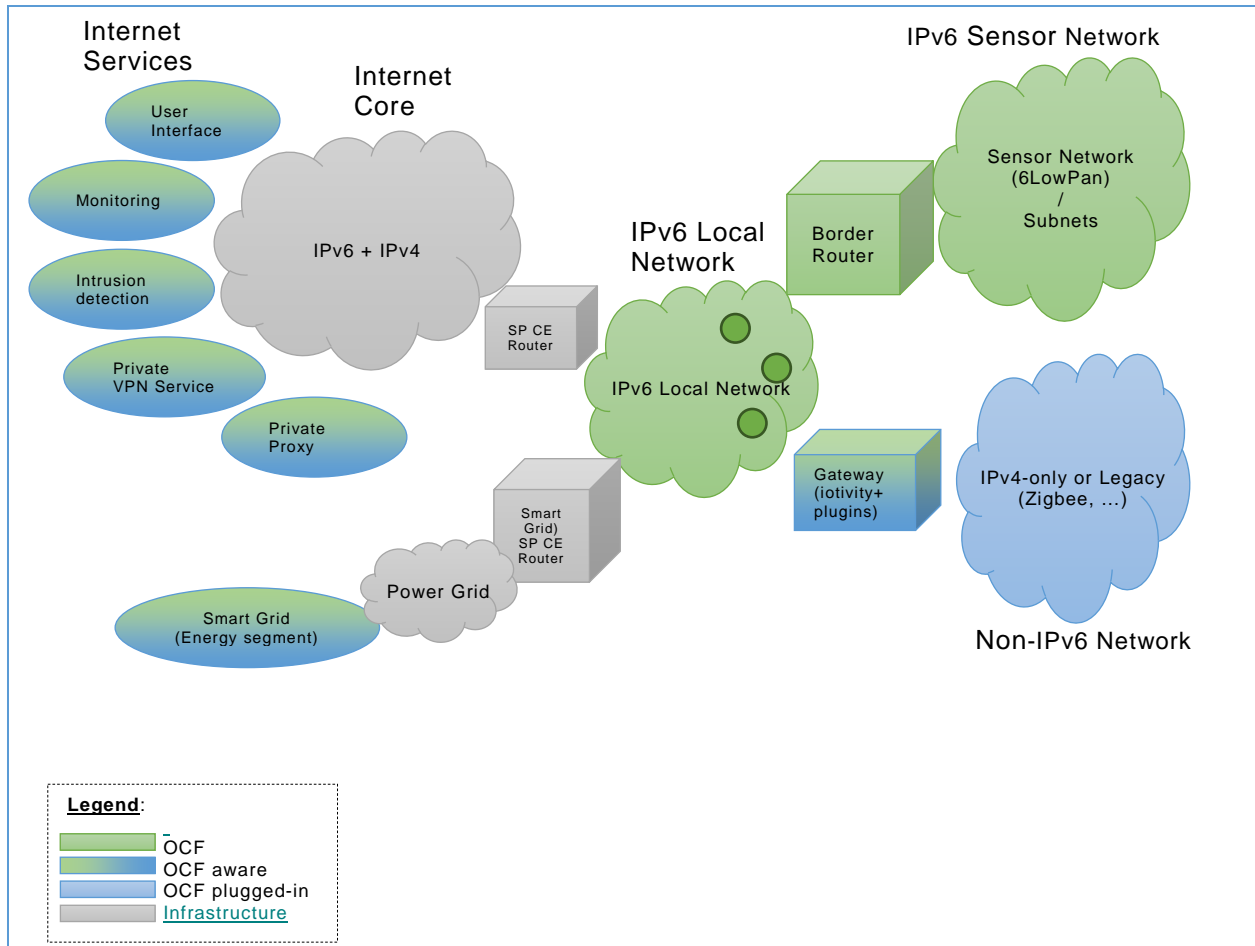 Internet
Services
Internet
Core
IPv6 Sensor Network
User
Interface
Monitoring
Intrusion
detection
Private
VPN Service
Private
Proxy
IPv6 + IPv4
SP CE
Router
IPv6 Local
Network
IPv6 Local Network
Border
Router
Sensor Network
(6LowPan)
/
Subnets
Gateway
(iotivity+
plugins)
IPv4-only or Legacy
(Zigbee, ...)
Non-IPv6 Network
Smart
Grid)
SP CE
Router
Power Grid
Smart Grid
(Energy segment)
Legend:
OCF
OCF aware
OCF plugged-in
Infrastructure